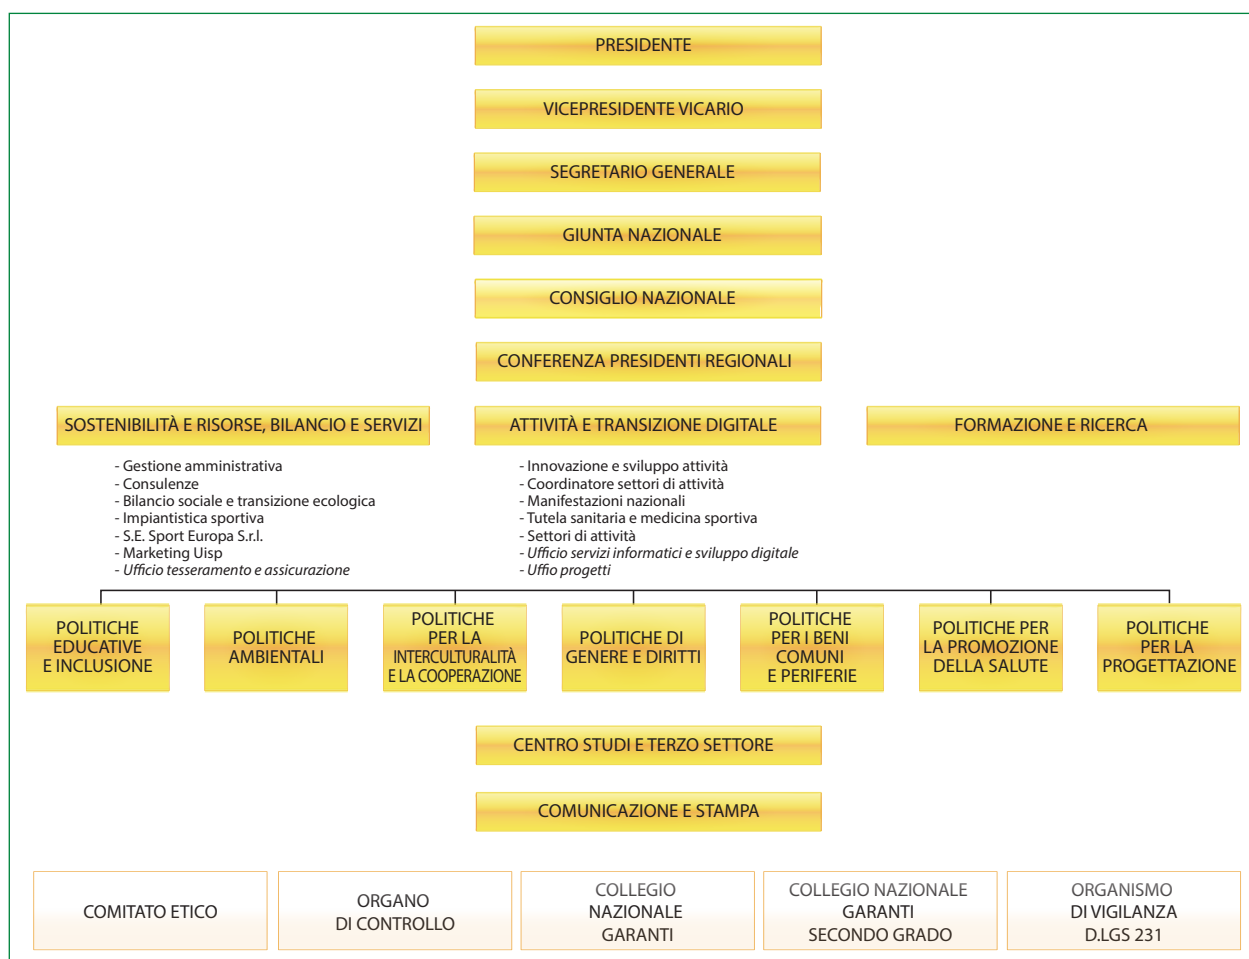 PRESIDENTE
VICEPRESIDENTE VICARIO
SEGRETARIO GENERALE
GIUNTA NAZIONALE
CONSIGLIO NAZIONALE
CONFERENZA PRESIDENTI REGIONALI
SOSTENIBILITÀ E RISORSE, BILANCIO E SERVIZI
- Gestione amministrativa
- Consulenze
- Bilancio sociale e transizione ecologica
- Impiantistica sportiva
- S.E. Sport Europa S.r.l.
- Marketing Uisp
- Ufficio tesseramento e assicurazione
ATTIVITÀ E TRANSIZIONE DIGITALE
- Innovazione e sviluppo attività
- Coordinatore settori di attività
- Manifestazioni nazionali
- Tutela sanitaria e medicina sportiva
- Settori di attività
- Ufficio servizi informatici e sviluppo digitale
- Uffio progetti
FORMAZIONE E RICERCA
POLITICHE
EDUCATIVE
E INCLUSIONE
POLITICHE
AMBIENTALI
POLITICHE
PER LA
INTERCULTURALITÀ
E LA COOPERAZIONE
POLITICHE DI
GENERE E DIRITTI
POLITICHE
PER I BENI
COMUNI
E PERIFERIE
POLITICHE PER
LA PROMOZIONE
DELLA SALUTE
POLITICHE
PER LA
PROGETTAZIONE
CENTRO STUDI E TERZO SETTORE
COMUNICAZIONE E STAMPA
COMITATO ETICO
ORGANO
DI CONTROLLO
COLLEGIO
NAZIONALE
GARANTI
COLLEGIO NAZIONALE
GARANTI
SECONDO GRADO
ORGANISMO
DI VIGILANZA
D.LGS 231